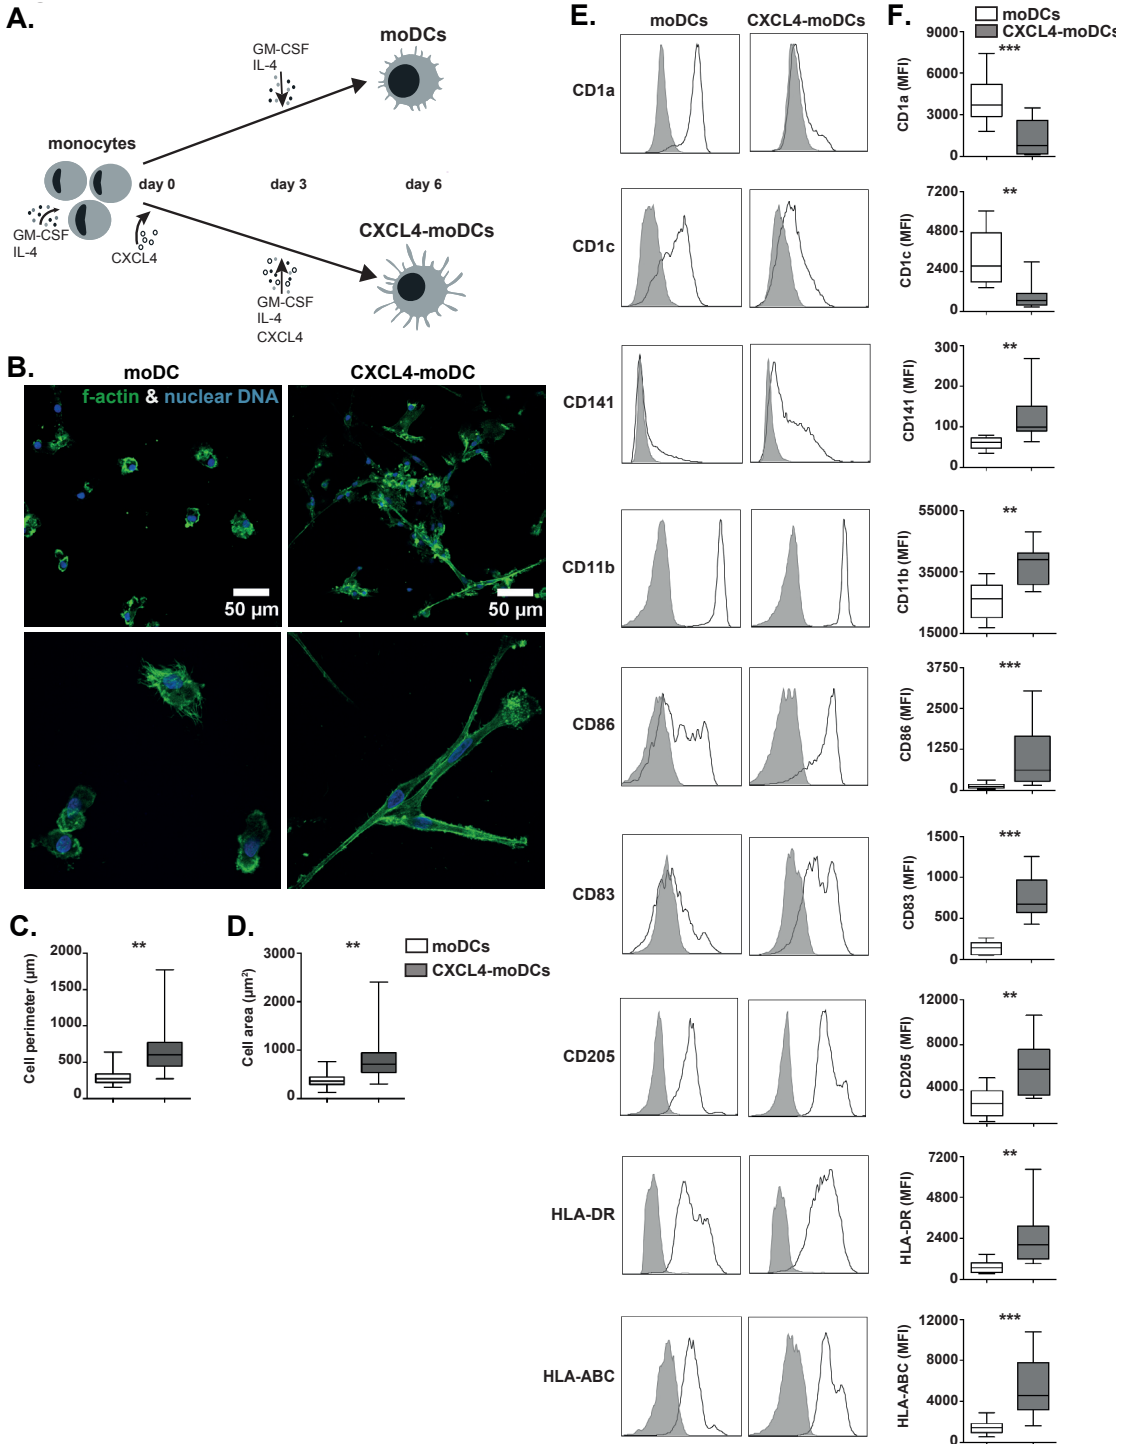 A.
GM-CSF
IL-4
moDCs
monocytes
day 0
day 3
day 6
GM-CSF
IL-4
CXCL4
CXCL4-moDCs
GM-CSF
IL-4
CXCL4
B.
moDC
CXCL4-moDC
f-actin & nuclear DNA
50 µm
50 µm
C.
Cell perimeter (µm)
2000
1500
1000
500
0
**
D.
Cell area (µm²)
3000
2000
1000
0
**
moDCs
CXCL4-moDCs
E.
moDCs
CXCL4-moDCs
CD1a
CD1c
CD141
CD11b
CD86
CD83
CD205
HLA-DR
HLA-ABC
F.
moDCs
CXCL4-moDCs
CD1a (MFI)
9000
6000
3000
0
***
CD1c (MFI)
7200
4800
2400
0
**
CD141 (MFI)
300
200
100
0
**
CD11b (MFI)
55000
35000
15000
**
CD86 (MFI)
3750
2500
1250
0
***
CD83 (MFI)
1500
1000
500
0
***
CD205 (MFI)
12000
8000
4000
**
HLA-DR (MFI)
7200
4800
2400
0
**
HLA-ABC (MFI)
12000
8000
4000
0
***